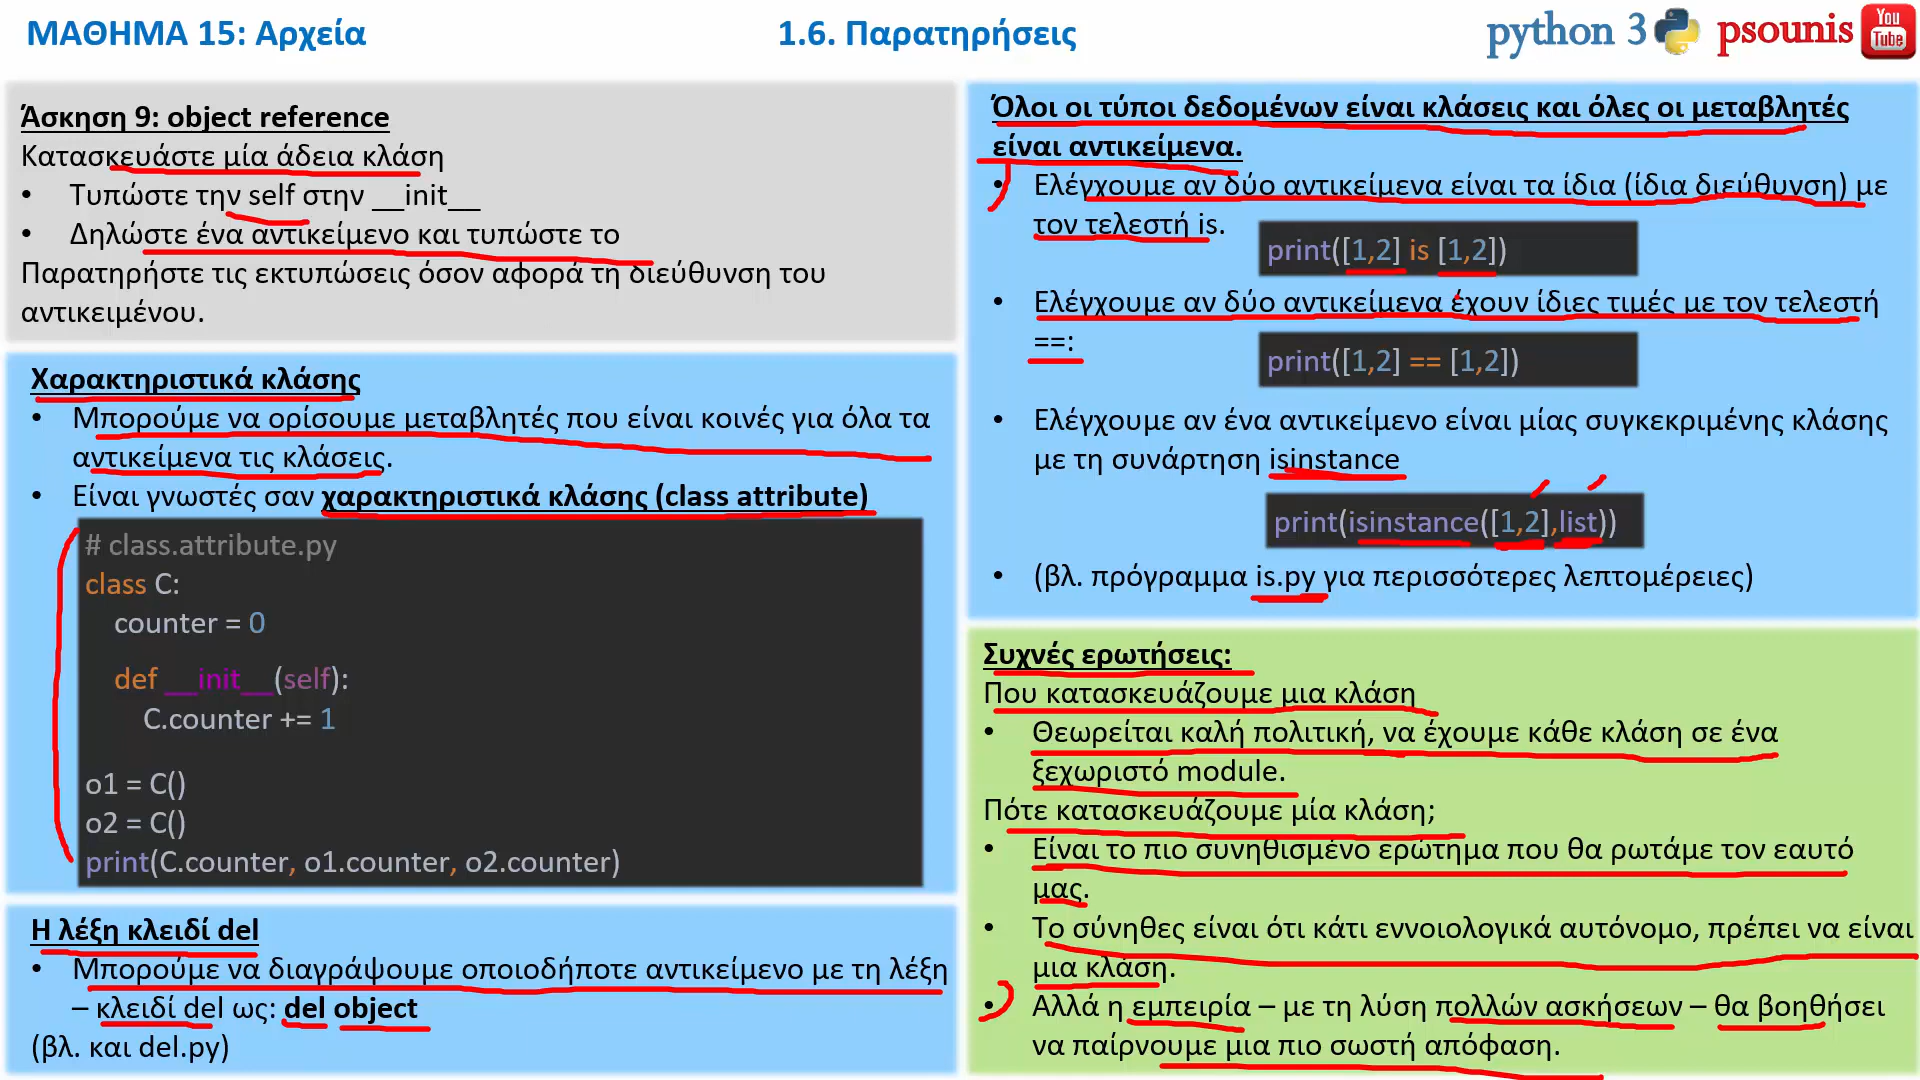 ΜΑΘΗΜΑ 15: Αρχεία
1.6. Παρατηρήσεις
python 3
psounis
You
Tube
Άσκηση 9: object reference
Κατασκευάστε μία άδεια κλάση
• Τυπώστε την self στην __init__
• Δηλώστε ένα αντικείμενο και τυπώστε το
Παρατηρήστε τις εκτυπώσεις όσον αφορά τη διεύθυνση του
αντικειμένου.
Χαρακτηριστικά κλάσης
• Μπορούμε να ορίσουμε μεταβλητές που είναι κοινές για όλα τα
αντικείμενα τις κλάσεις.
• Είναι γνωστές σαν χαρακτηριστικά κλάσης (class attribute)
# class.attribute.py
class C:
counter = 0
def __init__(self):
C.counter += 1
o1 = C()
o2 = C()
print(C.counter, o1.counter, o2.counter)
Η λέξη κλειδί del
• Μπορούμε να διαγράψουμε οποιοδήποτε αντικείμενο με τη λέξη
– κλειδί del ως: del object
(βλ. και del.py)
Όλοι οι τύποι δεδομένων είναι κλάσεις και όλες οι μεταβλητές
είναι αντικείμενα.
• Ελέγχουμε αν δύο αντικείμενα είναι τα ίδια (ίδια διεύθυνση) με
τον τελεστή is.
print([1,2] is [1,2])
• Ελέγχουμε αν δύο αντικείμενα έχουν ίδιες τιμές με τον τελεστή
==:
print([1,2] == [1,2])
• Ελέγχουμε αν ένα αντικείμενο είναι μίας συγκεκριμένης κλάσης
με τη συνάρτηση isinstance
print(isinstance([1,2],list))
• (βλ. πρόγραμμα is.py για περισσότερες λεπτομέρειες)
Συχνές ερωτήσεις:
Που κατασκευάζουμε μια κλάση
• Θεωρείται καλή πολιτική, να έχουμε κάθε κλάση σε ένα
ξεχωριστό module.
Πότε κατασκευάζουμε μία κλάση;
• Είναι το πιο συνηθισμένο ερώτημα που θα ρωτάμε τον εαυτό
μας.
• Το σύνηθες είναι ότι κάτι εννοιολογικά αυτόνομο, πρέπει να είναι
μια κλάση.
• Αλλά η εμπειρία – με τη λύση πολλών ασκήσεων – θα βοηθήσει
να παίρνουμε μια πιο σωστή απόφαση.